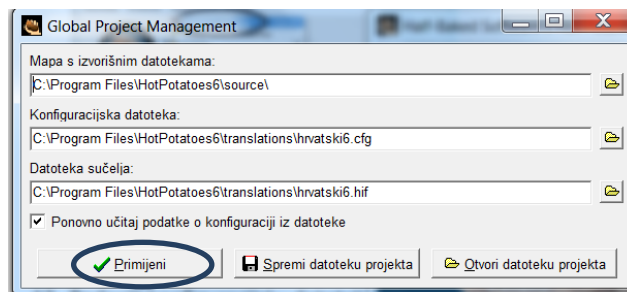 Global Project Management
Mapa s izvorišnim datotekama:
C:\Program Files\HotPotatoes6\source\
Konfiguracijska datoteka:
C:\Program Files\HotPotatoes6\translations\hrvatski6.cfg
Datoteka sučelja:
C:\Program Files\HotPotatoes6\translations\hrvatski6.hif
Ponovno učitaj podatke o konfiguraciji iz datoteke
Primijeni Spremi datoteku projekta Otvori datoteku projekta